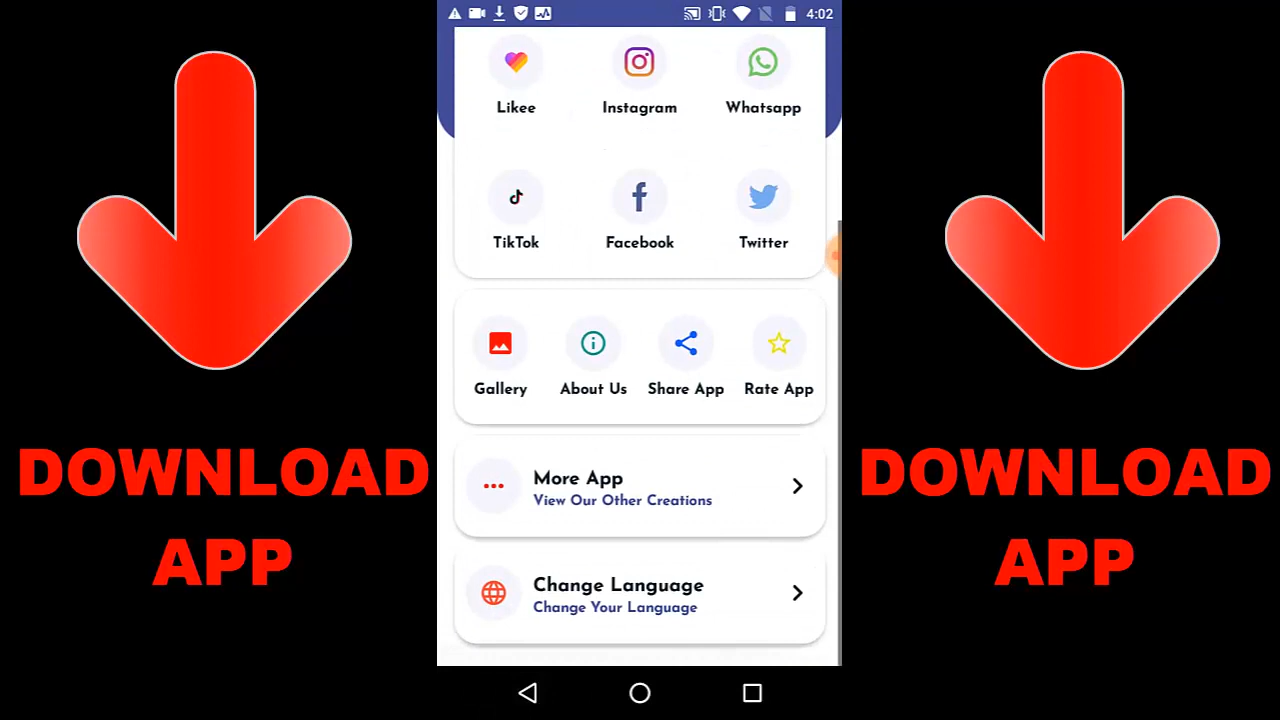 4:02
Likee Instagram Whatsapp
TikTok Facebook Twitter
Gallery About Us Share App Rate App
More App
View Our Other Creations
Change Language
Change Your Language
DOWNLOAD
APP
DOWNLOAD
APP